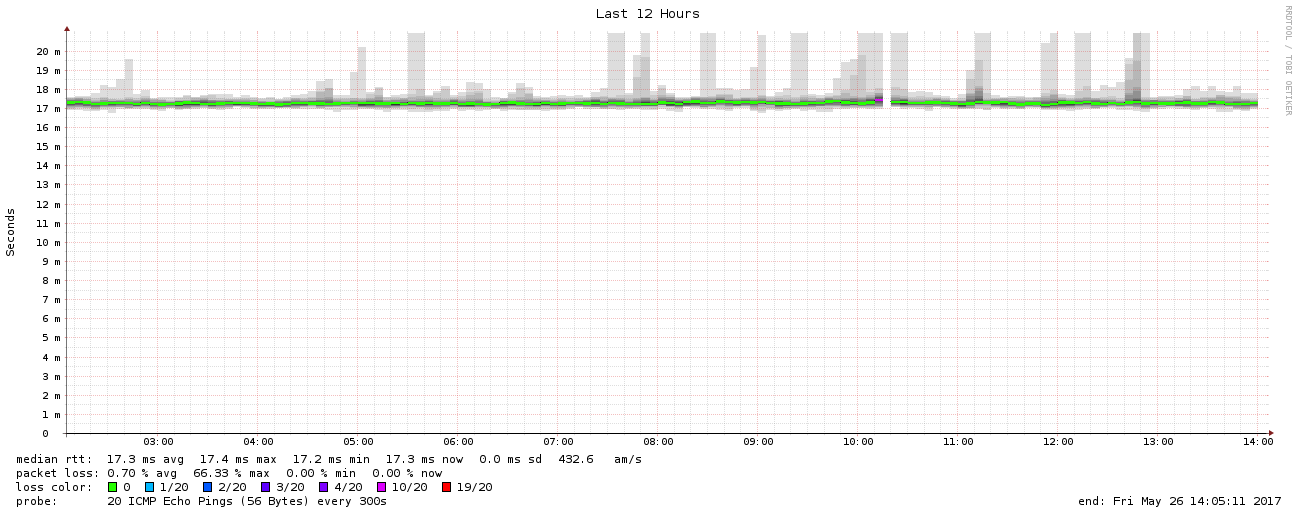 Last 12 Hours
RRDTOOL / TOBI OETIKER
Seconds
20 m
19 m
18 m
17 m
16 m
15 m
14 m
13 m
12 m
11 m
10 m
9 m
8 m
7 m
6 m
5 m
4 m
3 m
2 m
1 m
0
03:00 04:00 05:00 06:00 07:00 08:00 09:00 10:00 11:00 12:00 13:00 14:00
median rtt: 17.3 ms avg 17.4 ms max 17.2 ms min 17.3 ms now 0.0 ms sd 432.6 am/s
packet loss: 0.70 % avg 66.33 % max 0.00 % min 0.00 % now
loss color: 0 1/20 2/20 3/20 4/20 10/20 19/20
probe: 20 ICMP Echo Pings (56 Bytes) every 300s end: Fri May 26 14:05:11 2017